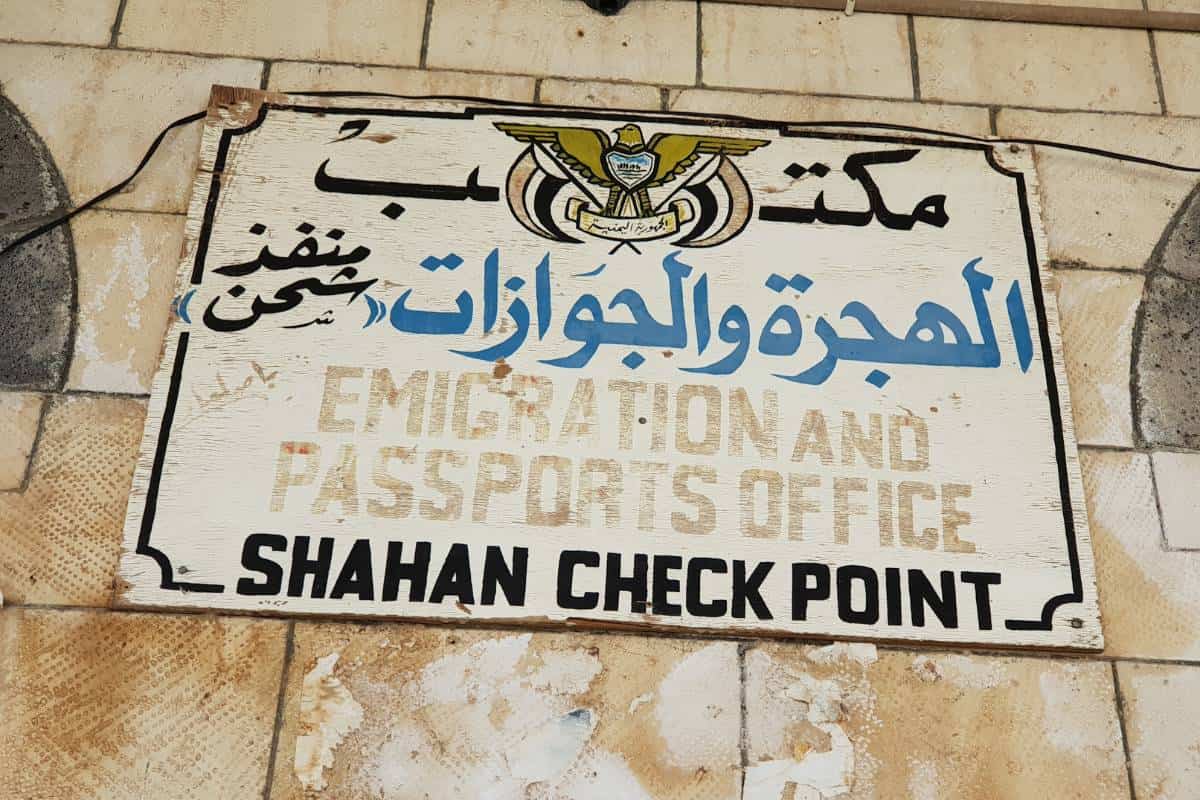 مكتب
الجمهورية اليمنية
الهجرة والجوازات
«منفذ
شحن»
EMIGRATION AND
PASSPORTS OFFICE
SHAHAN CHECK POINT